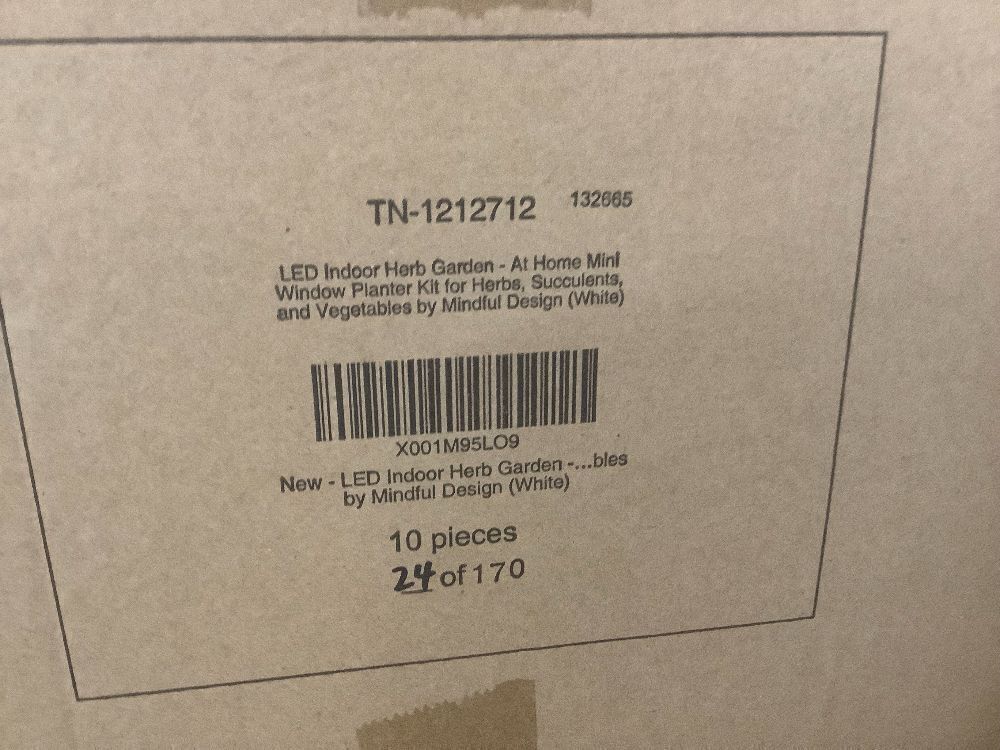 TN-1212712 132665
LED Indoor Herb Garden - At Home Mini
Window Planter Kit for Herbs, Succulents,
and Vegetables by Mindful Design (White)
X001M95LO9
New - LED Indoor Herb Garden -...bles
by Mindful Design (White)
10 pieces
24 of 170